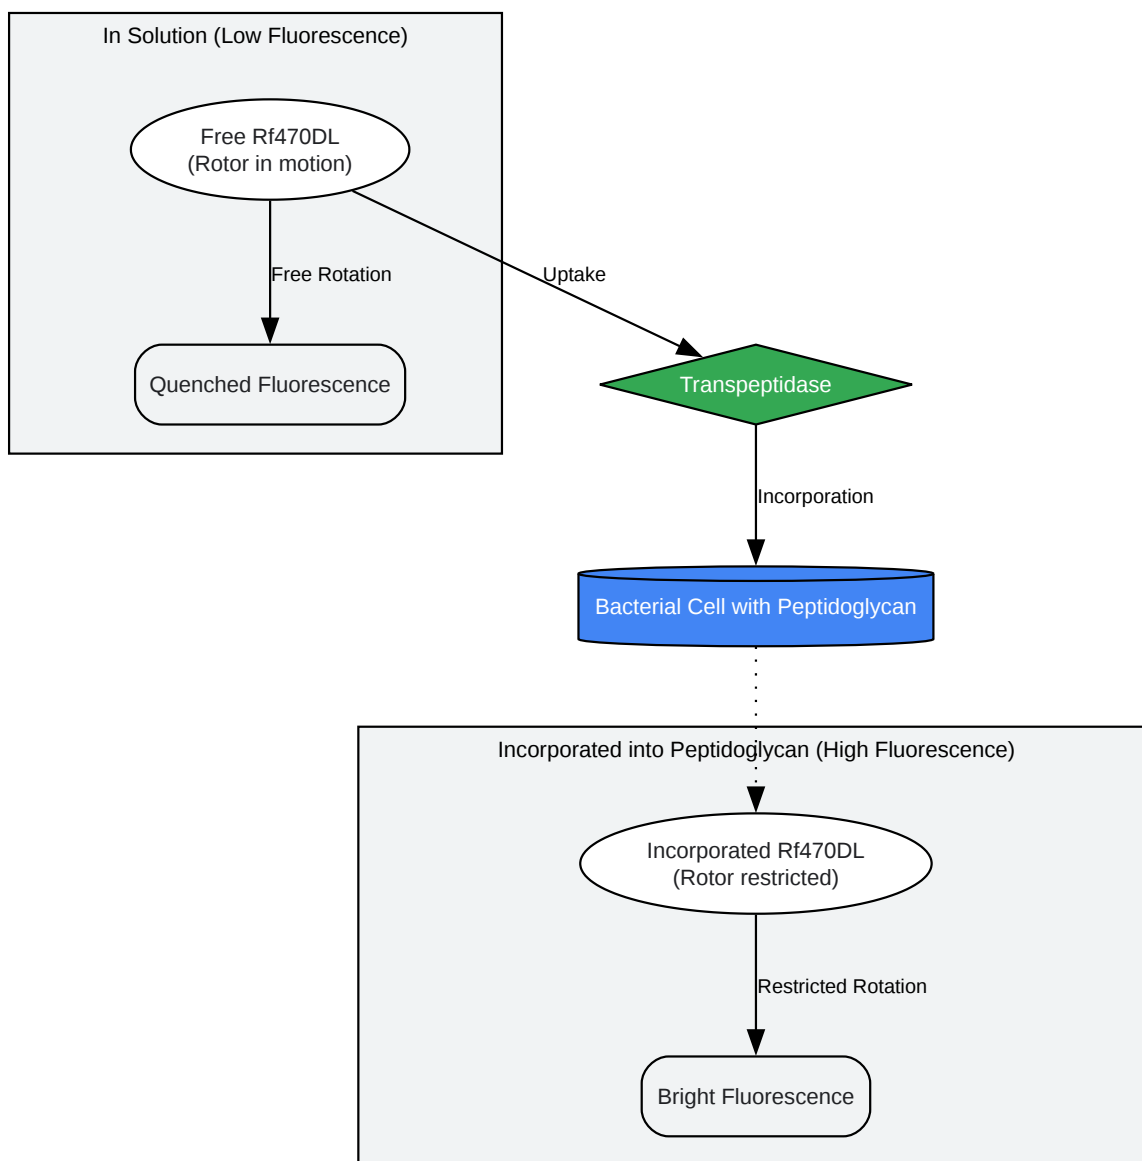 In Solution (Low Fluorescence)
Free Rf470DL
(Rotor in motion)
Free Rotation
Uptake
Quenched Fluorescence
Transpeptidase
Incorporation
Bacterial Cell with Peptidoglycan
Incorporated into Peptidoglycan (High Fluorescence)
Incorporated Rf470DL
(Rotor restricted)
Restricted Rotation
Bright Fluorescence